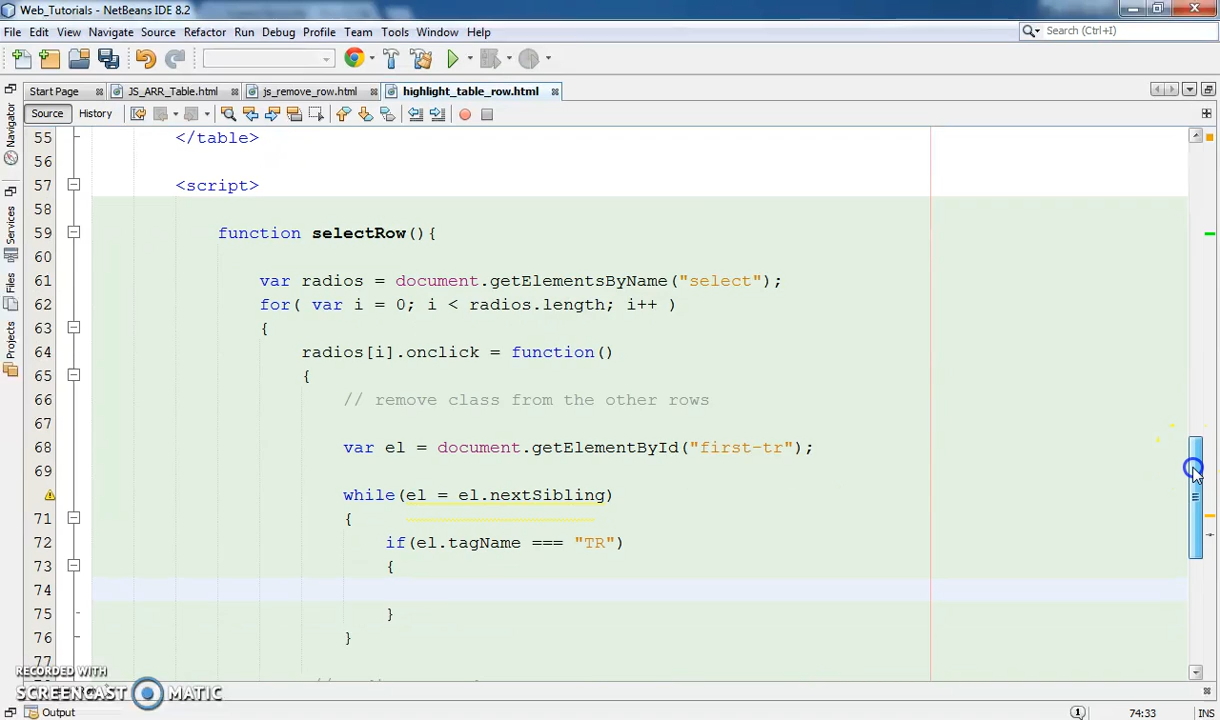 Web_Tutorials - NetBeans IDE 8.2
File Edit View Navigate Source Refactor Run Debug Profile Team Tools Window Help
Search (Ctrl+I)
Start Page JS_ARR_Table.html js_remove_row.html highlight_table_row.html
Source History
Navigator
Services
Files
Projects
55 </table>
56
57 <script>
58
59 function selectRow(){
60
61 var radios = document.getElementsByName("select");
62 for( var i = 0; i < radios.length; i++ )
63 {
64 radios[i].onclick = function()
65 {
66 // remove class from the other rows
67
68 var el = document.getElementById("first-tr");
69
while(el = el.nextSibling)
71 {
72 if(el.tagName === "TR")
73 {
74
75 }
76 }
77
RECORDED WITH
SCREENCAST MATIC
Output
1
74:33
INS